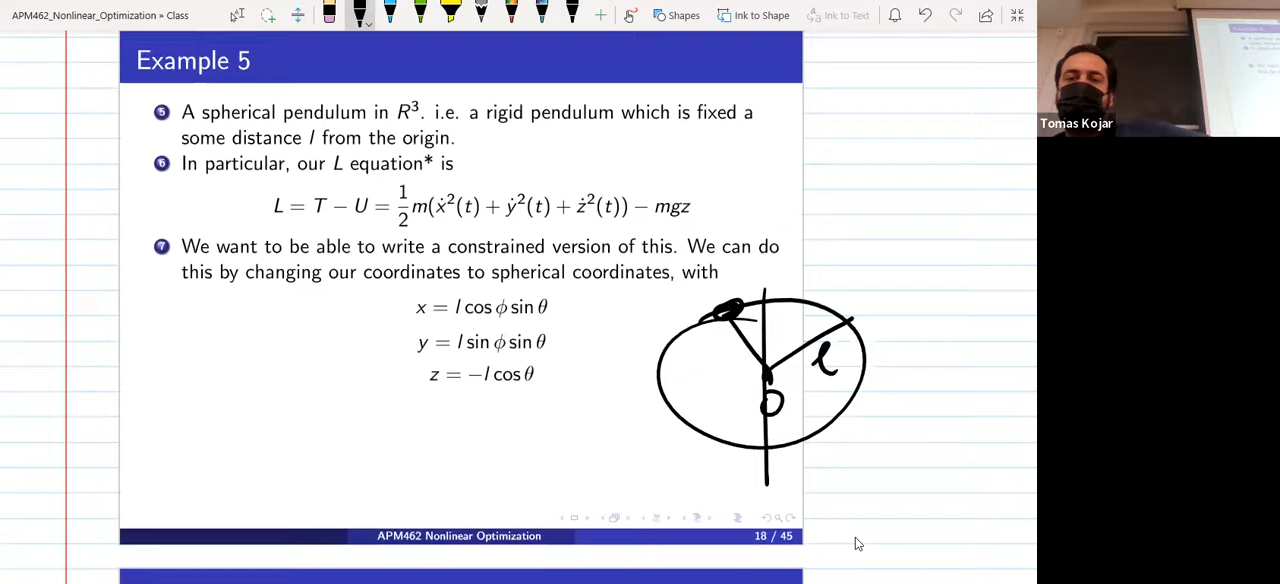 APM462_Nonlinear_Optimization » Class
Shapes
Ink to Shape
Ink to Text
Tomas Kojar
Example 5
5 A spherical pendulum in R³. i.e. a rigid pendulum which is fixed a
some distance l from the origin.
6 In particular, our L equation* is
L = T − U = 1/2 m(ẋ²(t) + ẏ²(t) + ż²(t)) − mgz
7 We want to be able to write a constrained version of this. We can do
this by changing our coordinates to spherical coordinates, with
x = l cos ϕ sin θ
y = l sin ϕ sin θ
z = −l cos θ
l
O
APM462 Nonlinear Optimization
18 / 45